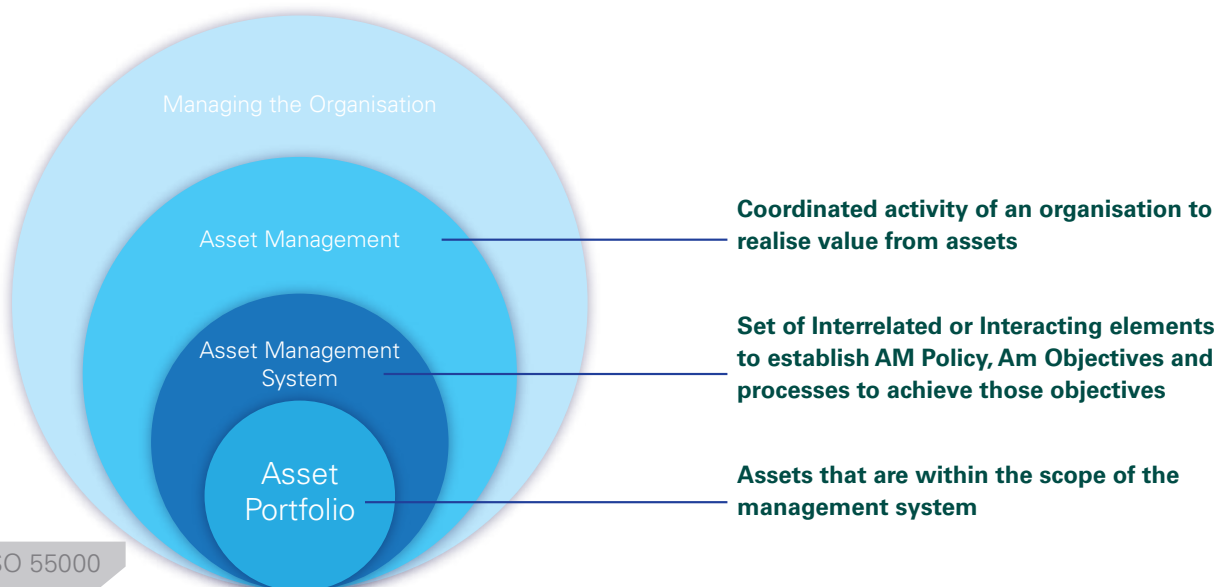 Managing the Organisation
Asset Management
Coordinated activity of an organisation to
realise value from assets
Asset Management
System
Set of Interrelated or Interacting elements
to establish AM Policy, Am Objectives and
processes to achieve those objectives
Asset
Portfolio
Assets that are within the scope of the
management system
SO 55000